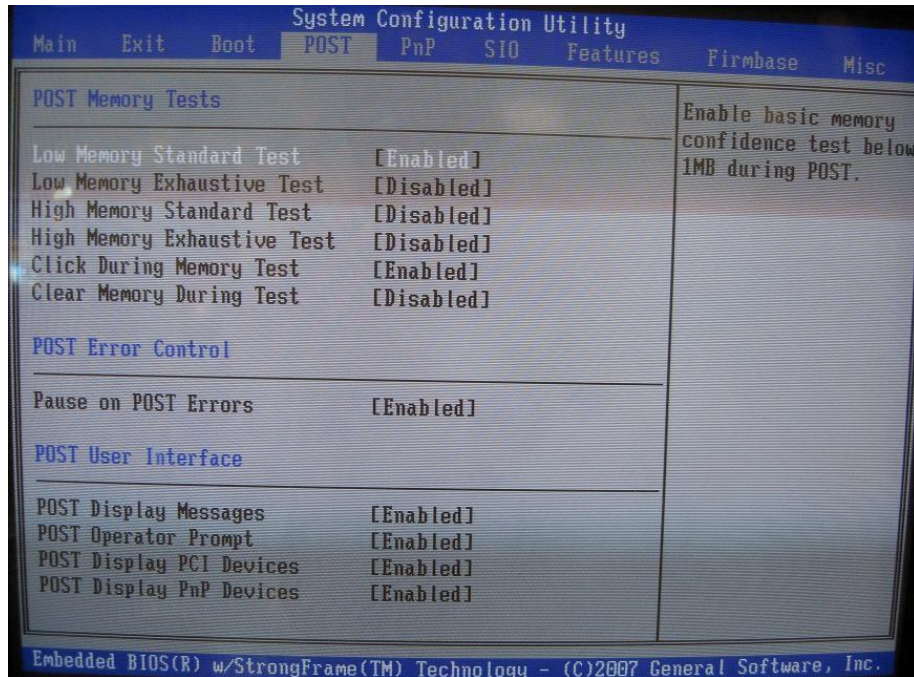 System Configuration Utility
Main Exit Boot POST PnP SIO Features Firmbase Misc
POST Memory Tests
Low Memory Standard Test [Enabled]
Low Memory Exhaustive Test [Disabled]
High Memory Standard Test [Disabled]
High Memory Exhaustive Test [Disabled]
Click During Memory Test [Enabled]
Clear Memory During Test [Disabled]
POST Error Control
Pause on POST Errors [Enabled]
POST User Interface
POST Display Messages [Enabled]
POST Operator Prompt [Enabled]
POST Display PCI Devices [Enabled]
POST Display PnP Devices [Enabled]
Enable basic memory
confidence test below
1MB during POST.
Embedded BIOS(R) w/StrongFrame(TM) Technology - (C)2007 General Software, Inc.